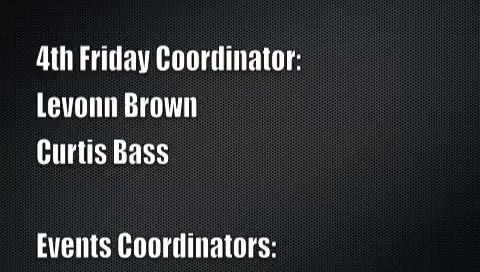 4th Friday Coordinator:
Levonn Brown
Curtis Bass
Events Coordinators: